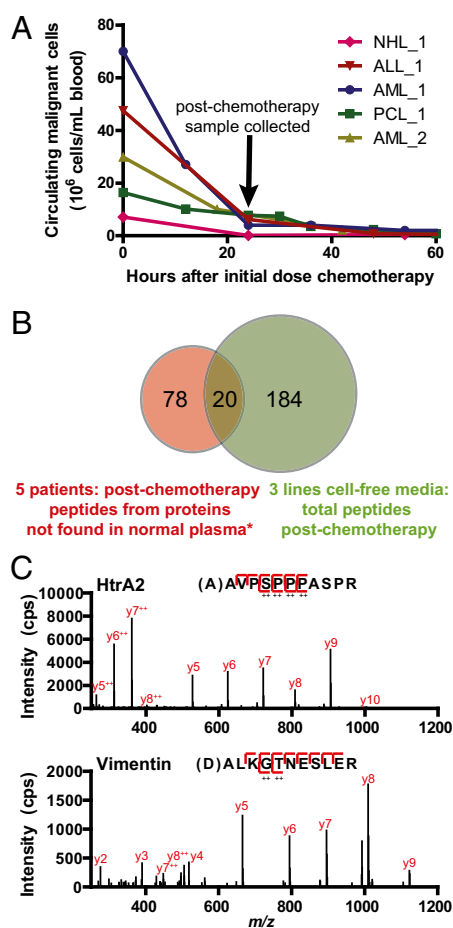 A
Circulating malignant cells
(10⁶ cells/mL blood)
80
60
40
20
0
0
20
40
60
Hours after initial dose chemotherapy
post-chemotherapy
sample collected
NHL_1
ALL_1
AML_1
PCL_1
AML_2
B
78
20
184
5 patients: post-chemotherapy
peptides from proteins
not found in normal plasma*
3 lines cell-free media:
total peptides
post-chemotherapy
C
HtrA2
(A)AVPSPPPASPR
++ ++ ++ ++
Intensity (cps)
10000
8000
6000
4000
2000
0
y5++
y6++
y7++
y8++
y5
y6
y7
y8
y9
y10
400
600
800
1000
1200
Vimentin
(D)ALKGTNESLER
++ ++
Intensity (cps)
2000
1500
1000
500
0
y2
y3
y7++
y8++
y4
y5
y6
y7
y8
y9
400
600
800
1000
1200
m/z